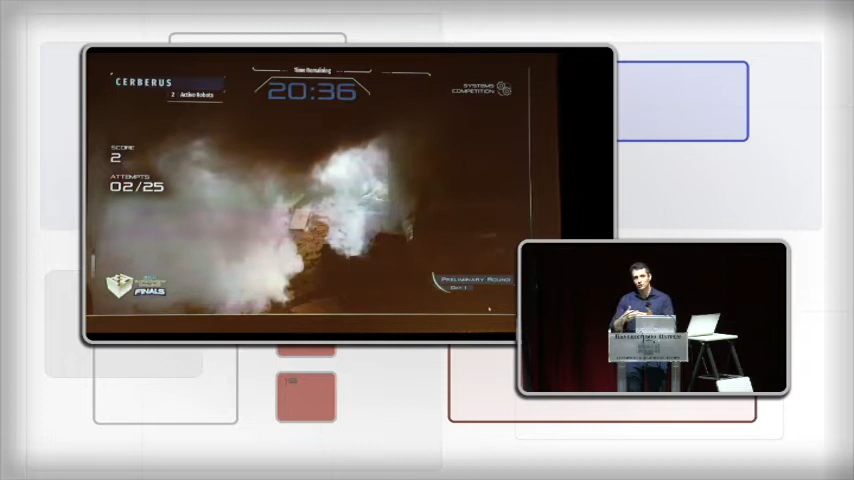 CERBERUS
2 Active Robots
Time Remaining
20:36
SYSTEMS
COMPETITION
SCORE
2
ATTEMPTS
02/25
FINALS
PRELIMINARY ROUND